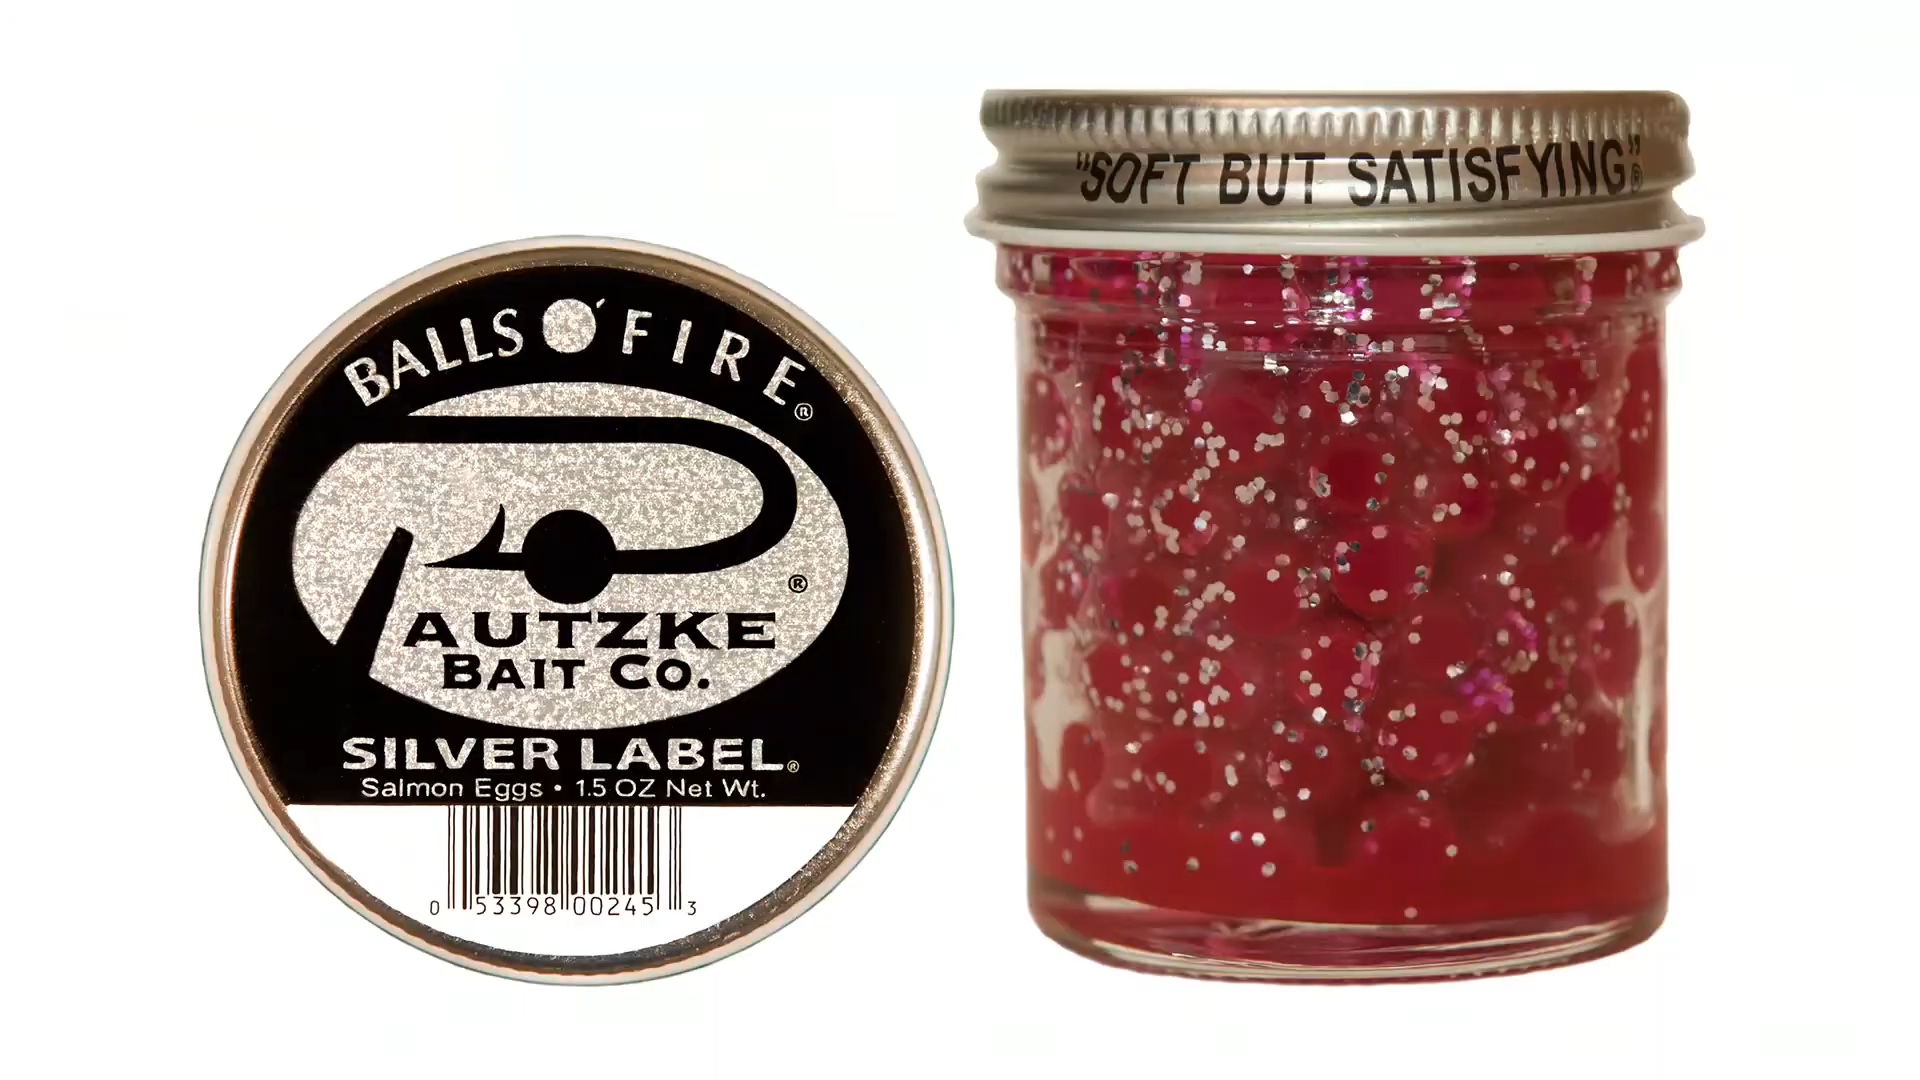 BALLS O' FIRE®
PAUTZKE ®
BAIT CO.
SILVER LABEL®
Salmon Eggs • 1.5 OZ Net Wt.
0 53398 00245 3
"SOFT BUT SATISFYING"®